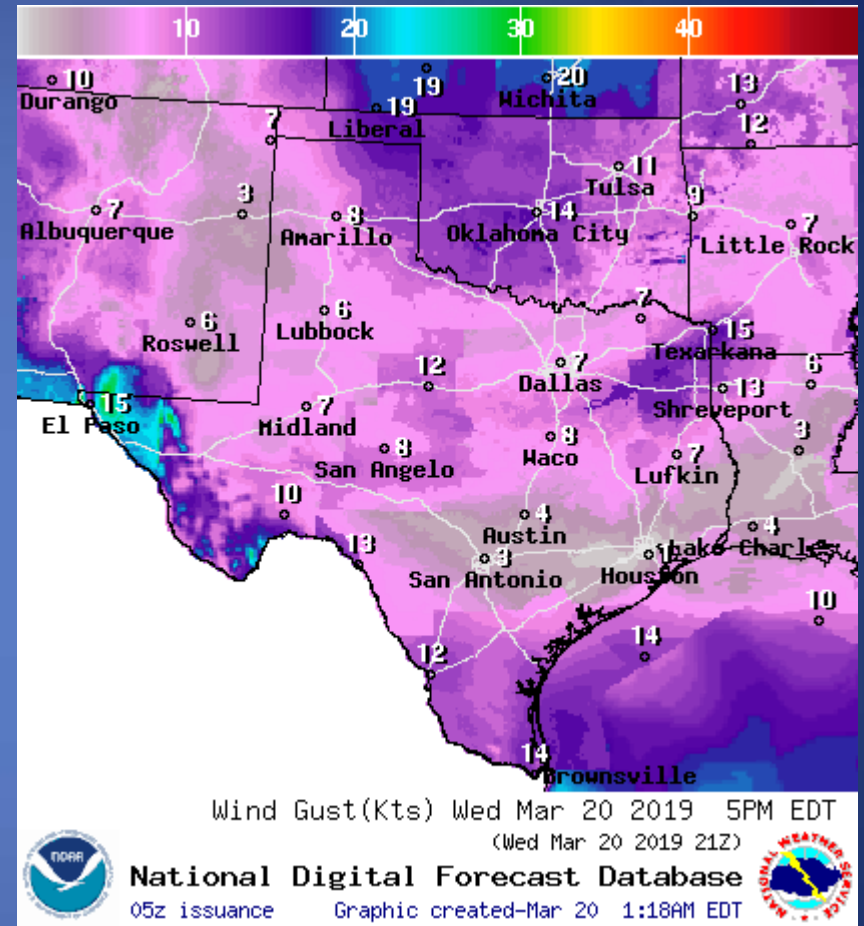 10 20 30 40
10 Durango
19
20 Wichita
13
19 Liberal
12
7
11 Tulsa
7 Albuquerque
3
8 Amarillo
14 Oklahoma City
9
7 Little Rock
6 Roswell
6 Lubbock
7
15 Texarkana
12
7 Dallas
13 Shreveport
6
15 El Paso
7 Midland
8 San Angelo
8 Waco
7 Lufkin
3
10
4 Austin
4
13
3 San Antonio
1 Houston
Lake Charles
10
14
12
14 Brownsville
Wind Gust(Kts) Wed Mar 20 2019 5PM EDT
(Wed Mar 20 2019 21Z)
National Digital Forecast Database
05z issuance Graphic created-Mar 20 1:18AM EDT
NOAA
NATIONAL WEATHER SERVICE